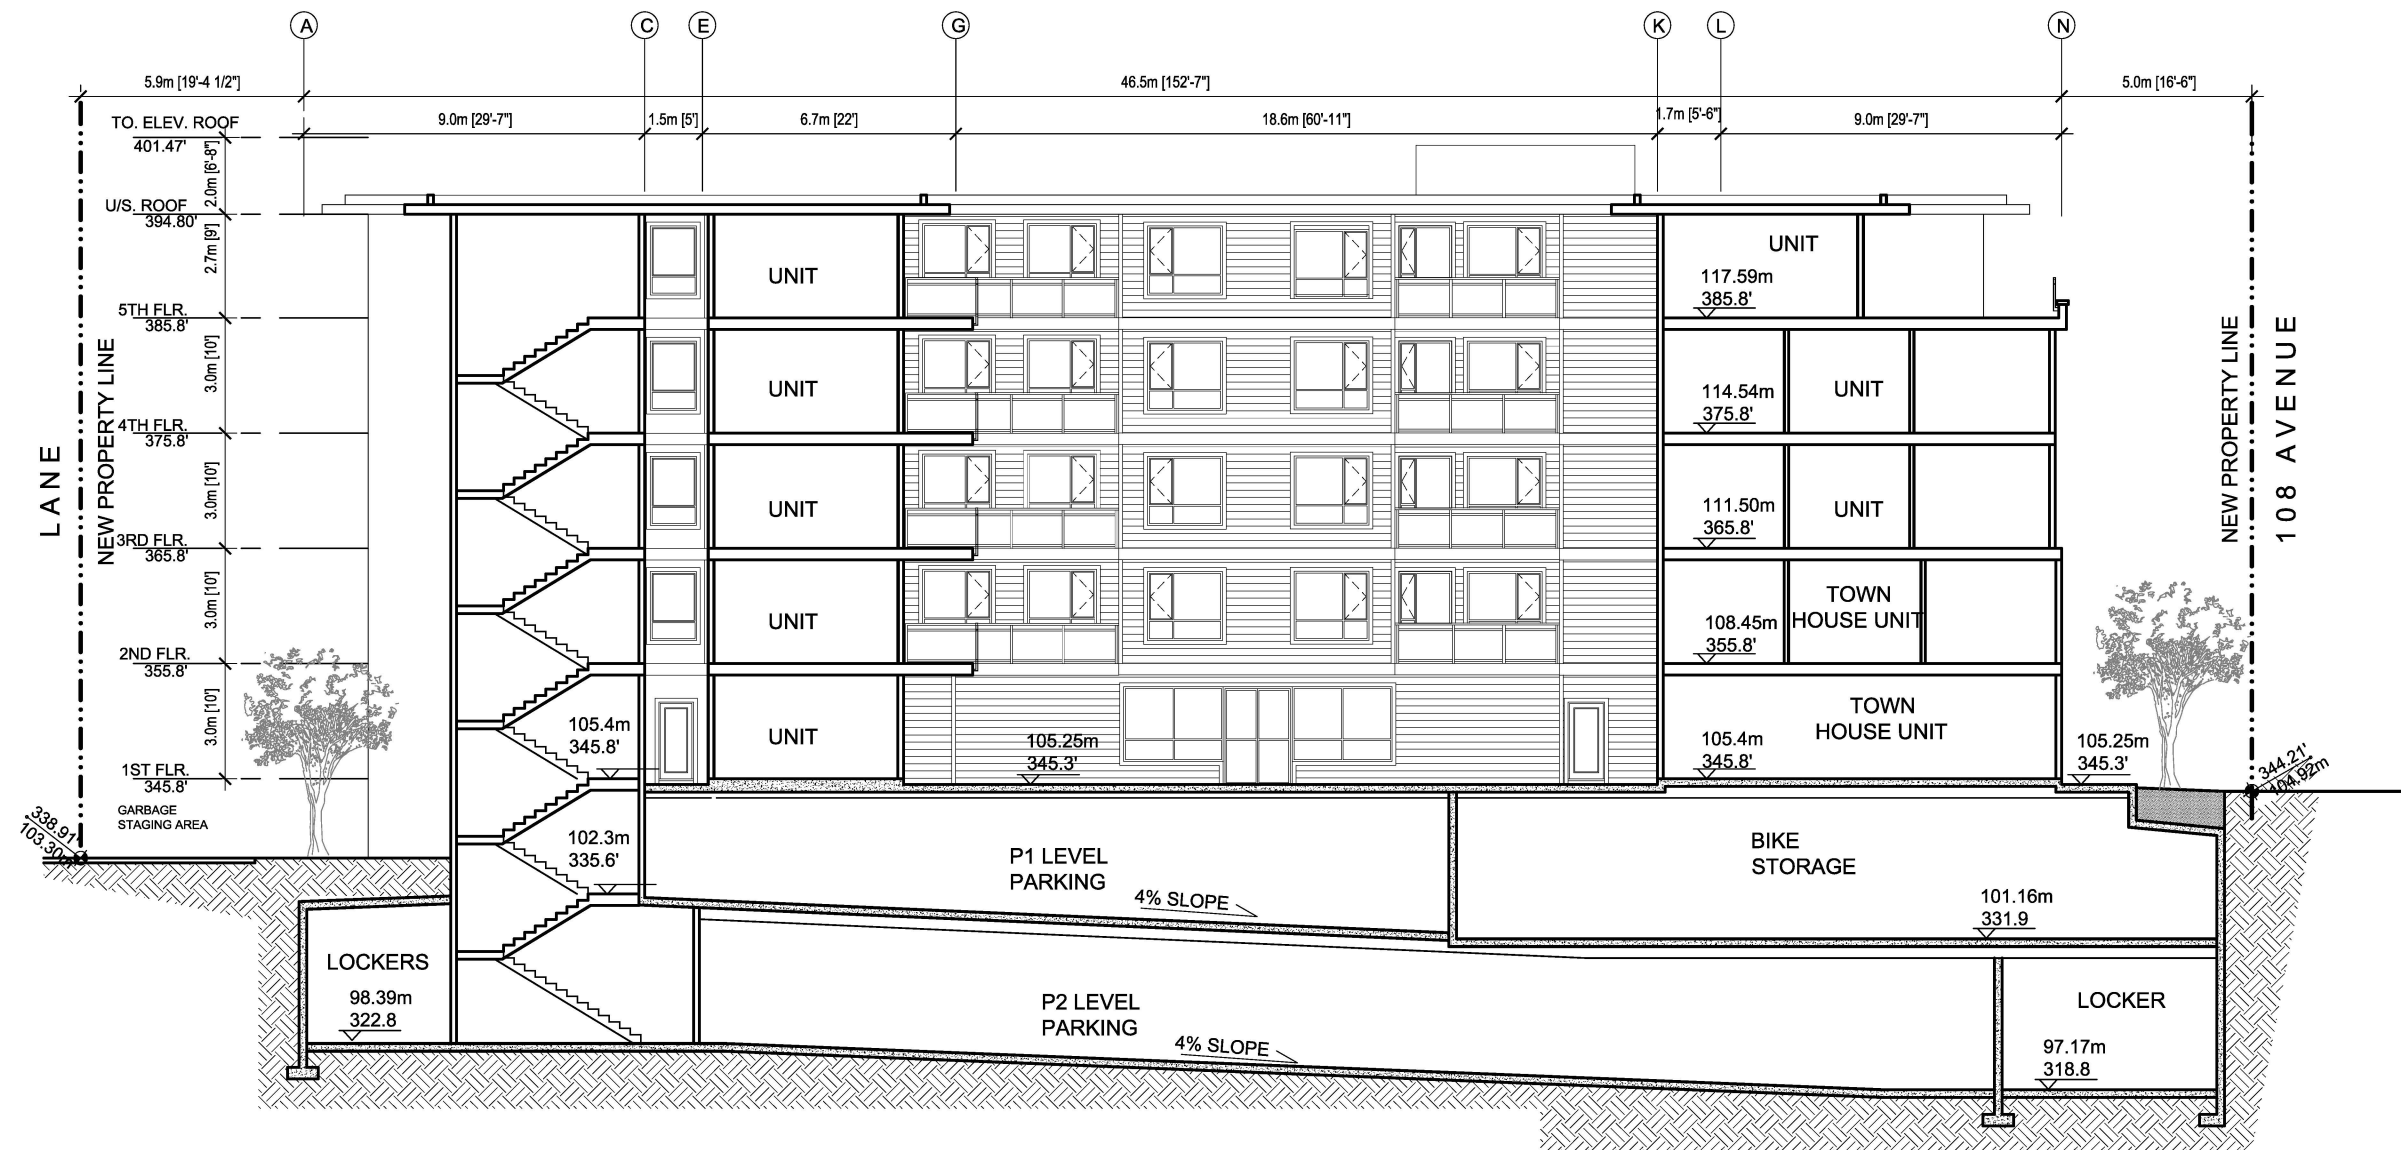 A
C
E
G
K
L
N
5.9m [19'-4 1/2"]
46.5m [152'-7"]
5.0m [16'-6"]
9.0m [29'-7"]
1.5m [5']
6.7m [22']
18.6m [60'-11"]
1.7m [5'-6"]
9.0m [29'-7"]
TO. ELEV. ROOF
401.47'
2.0m [6'-8"]
U/S. ROOF
394.80'
2.7m [9']
5TH FLR.
385.8'
3.0m [10']
4TH FLR.
375.8'
3.0m [10']
3RD FLR.
365.8'
3.0m [10']
2ND FLR.
355.8'
3.0m [10']
1ST FLR.
345.8'
GARBAGE
STAGING AREA
LANE
NEW PROPERTY LINE
338.91'
103.30m
UNIT
UNIT
UNIT
UNIT
UNIT
105.4m
345.8'
102.3m
335.6'
105.25m
345.3'
UNIT
117.59m
385.8'
114.54m
375.8'
UNIT
111.50m
365.8'
UNIT
108.45m
355.8'
TOWN
HOUSE UNIT
105.4m
345.8'
TOWN
HOUSE UNIT
105.25m
345.3'
NEW PROPERTY LINE
108 AVENUE
344.21'
104.92m
P1 LEVEL
PARKING
4% SLOPE
BIKE
STORAGE
101.16m
331.9
LOCKERS
98.39m
322.8
P2 LEVEL
PARKING
4% SLOPE
LOCKER
97.17m
318.8